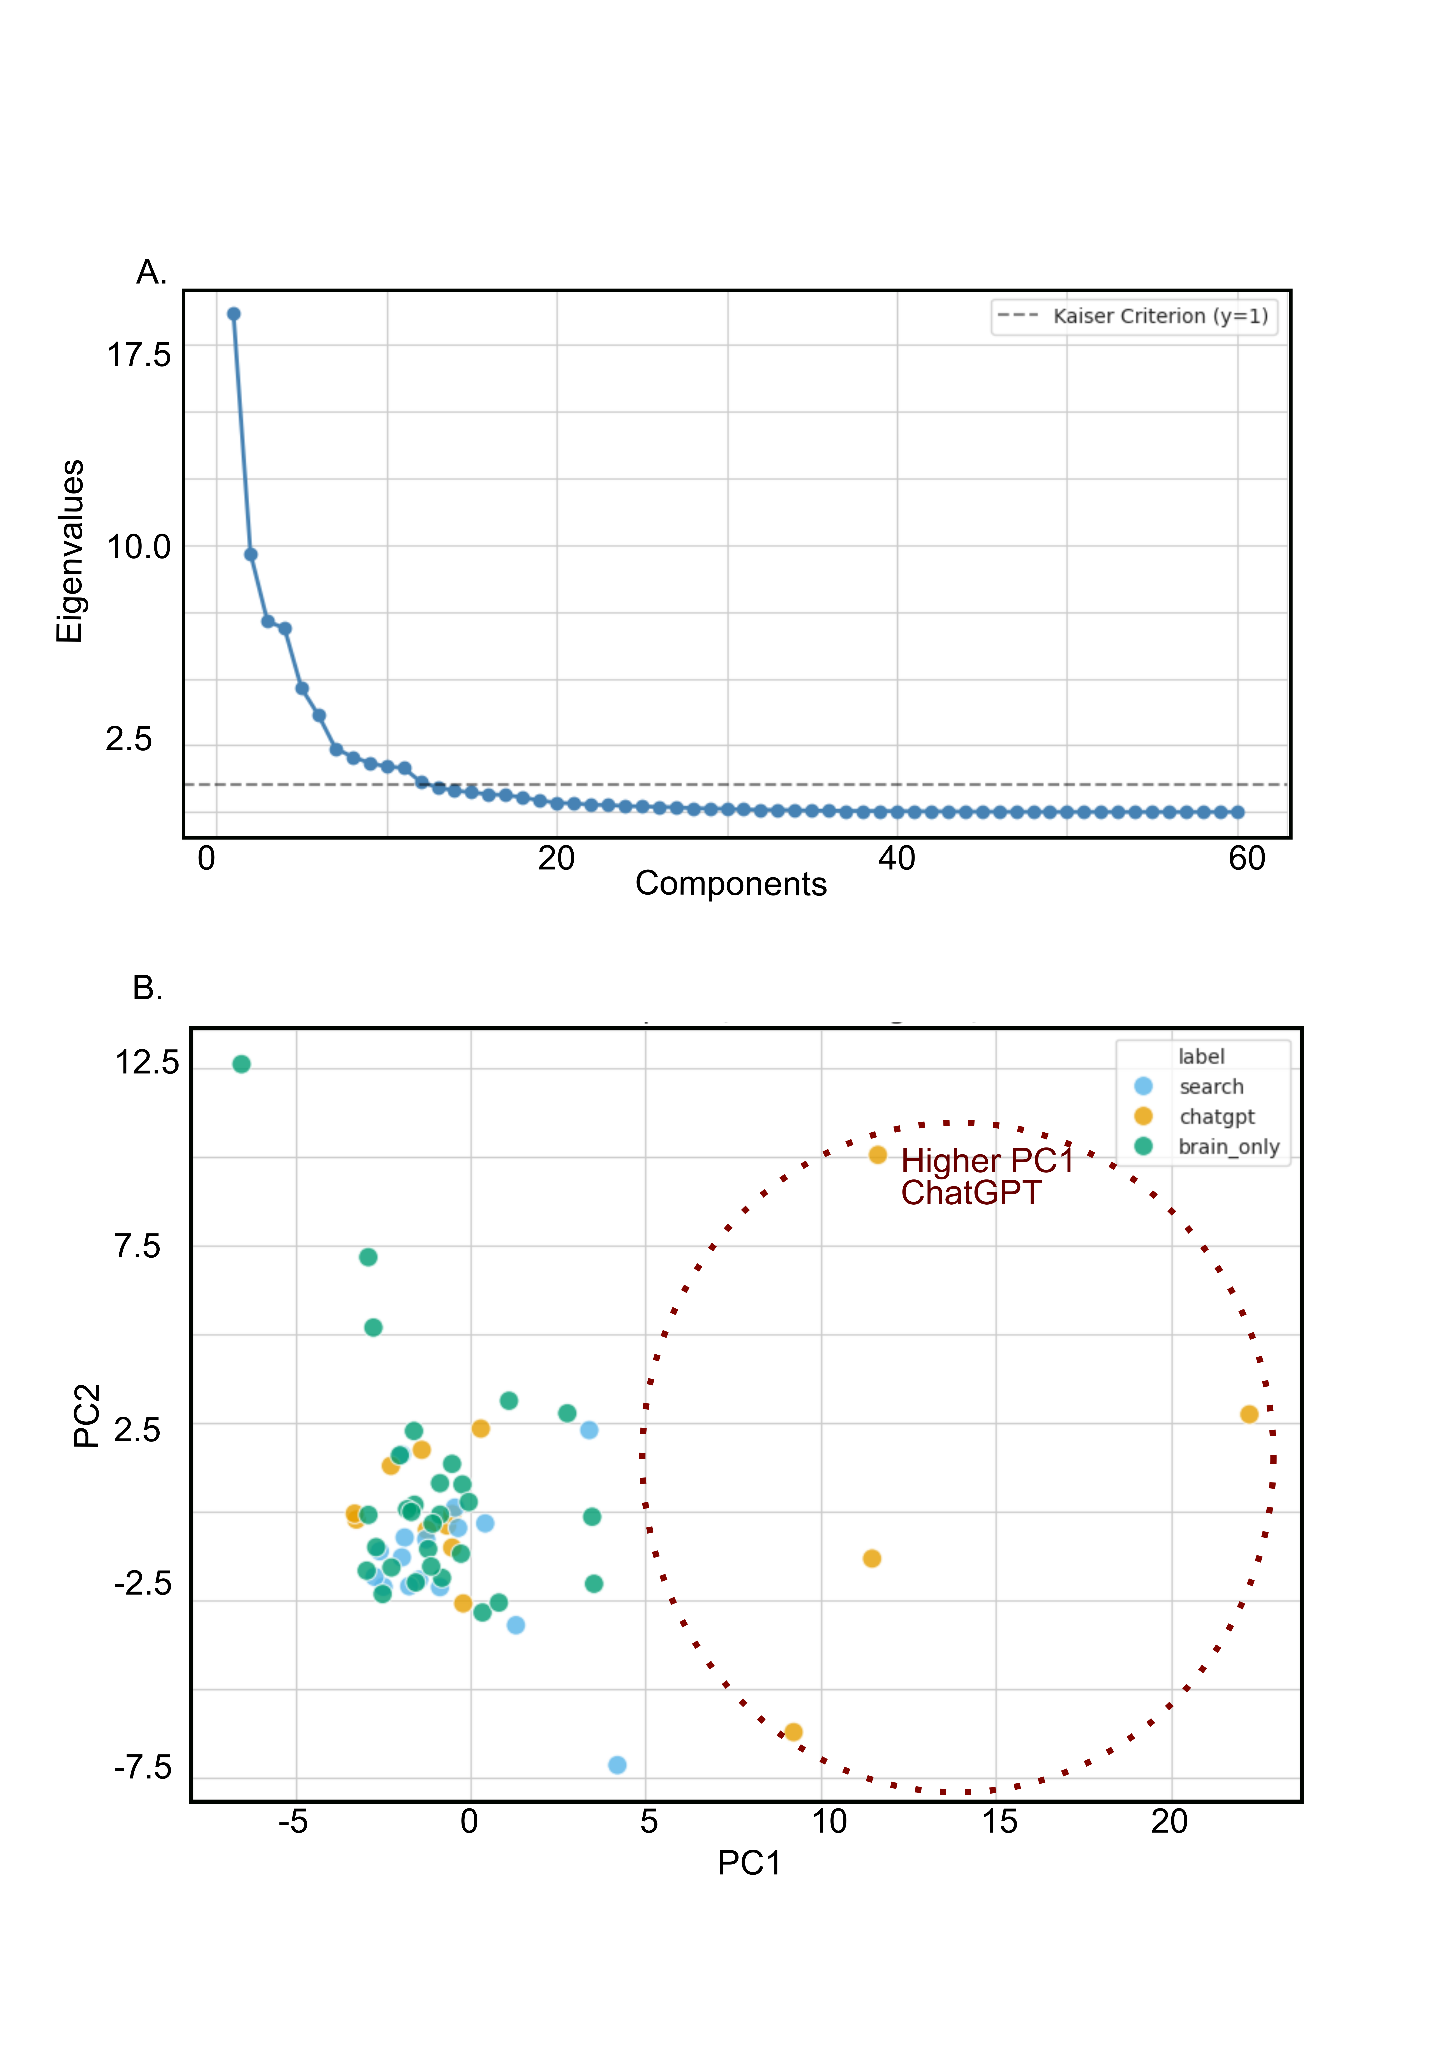 A.
Kaiser Criterion (y=1)
17.5
10.0
2.5
Eigenvalues
0 20 40 60
Components
B.
label
search
chatgpt
brain_only
Higher PC1
ChatGPT
12.5
7.5
2.5
-2.5
-7.5
PC2
-5 0 5 10 15 20
PC1